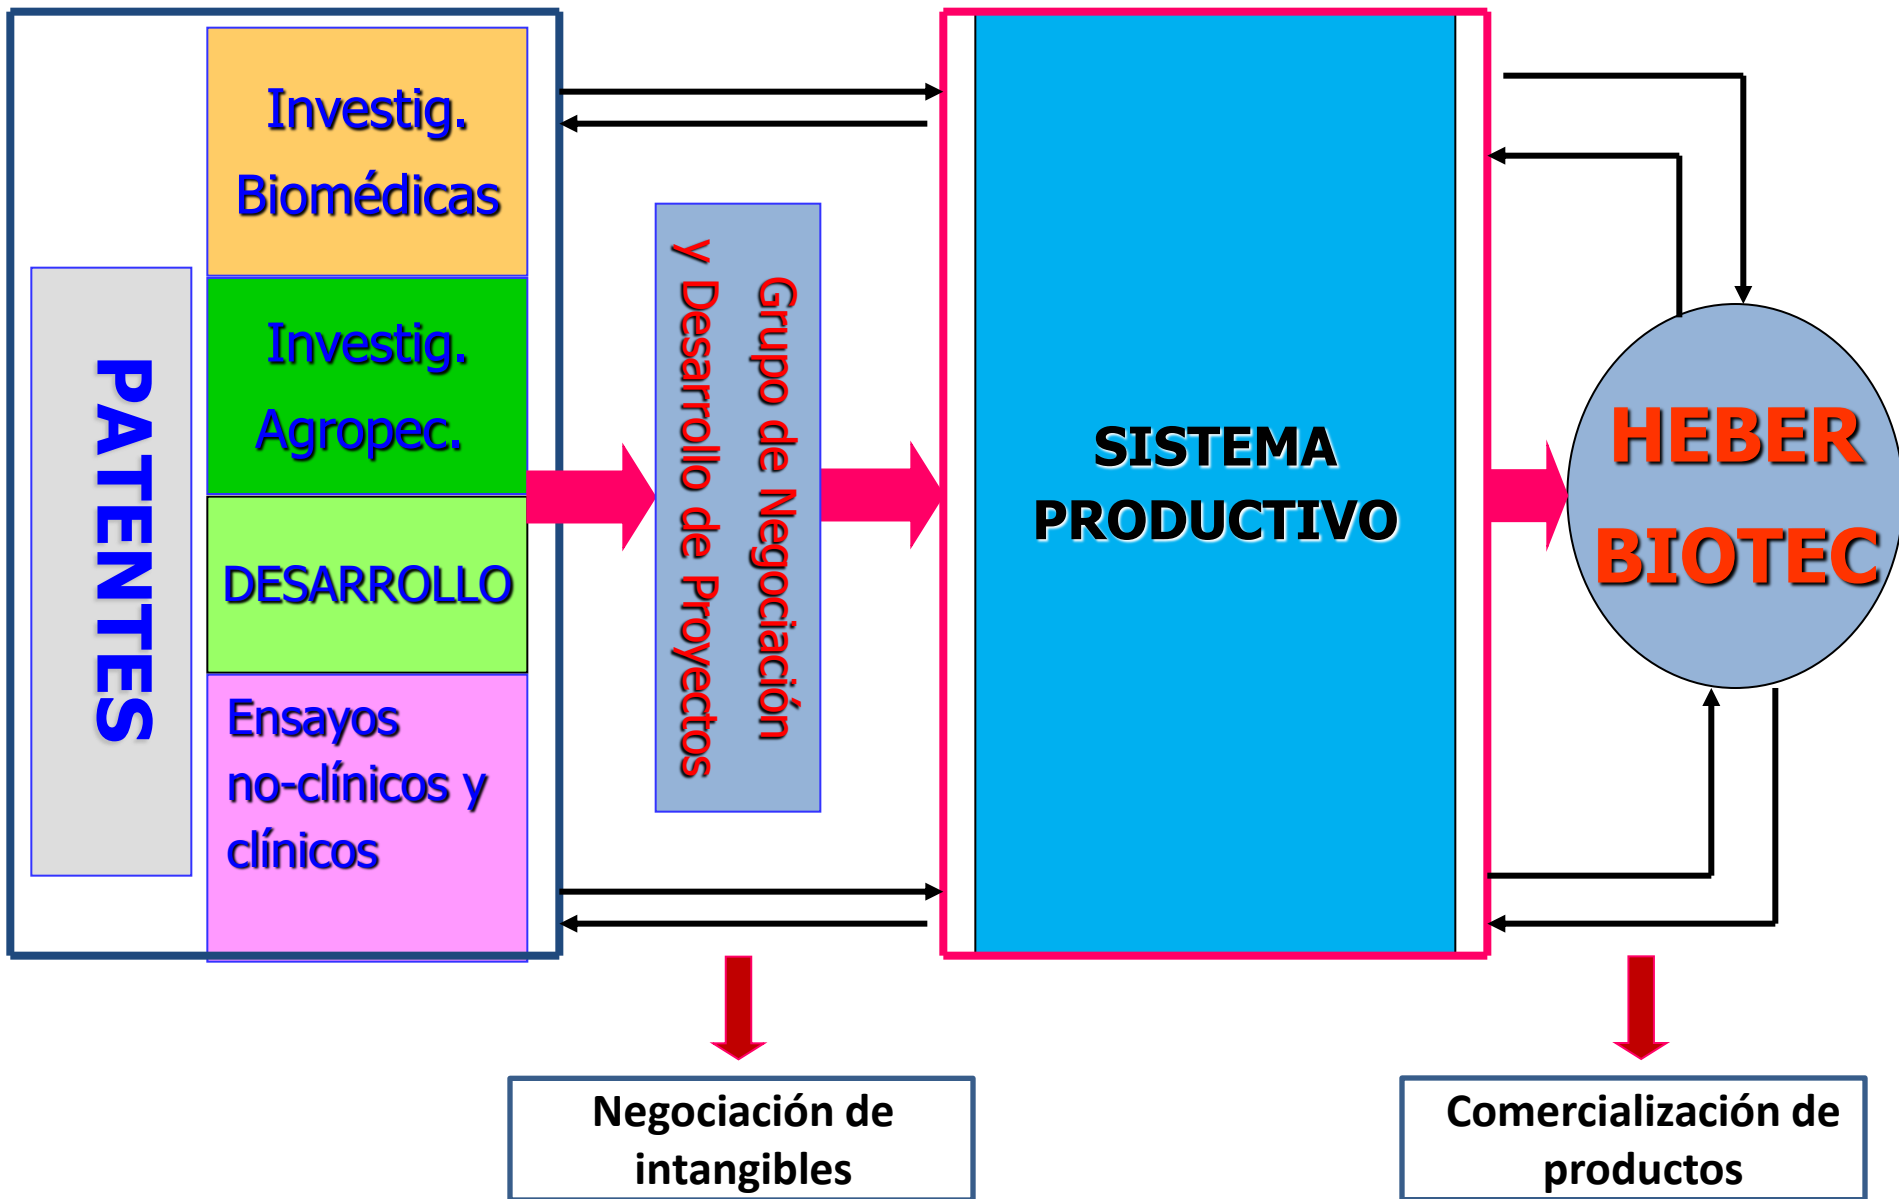 Investig.
Biomédicas
PATENTES
Investig.
Agropec.
DESARROLLO
Ensayos
no-clínicos y
clínicos
Grupo de Negociación
y Desarrollo de Proyectos
SISTEMA
PRODUCTIVO
HEBER
BIOTEC
Negociación de
intangibles
Comercialización de
productos